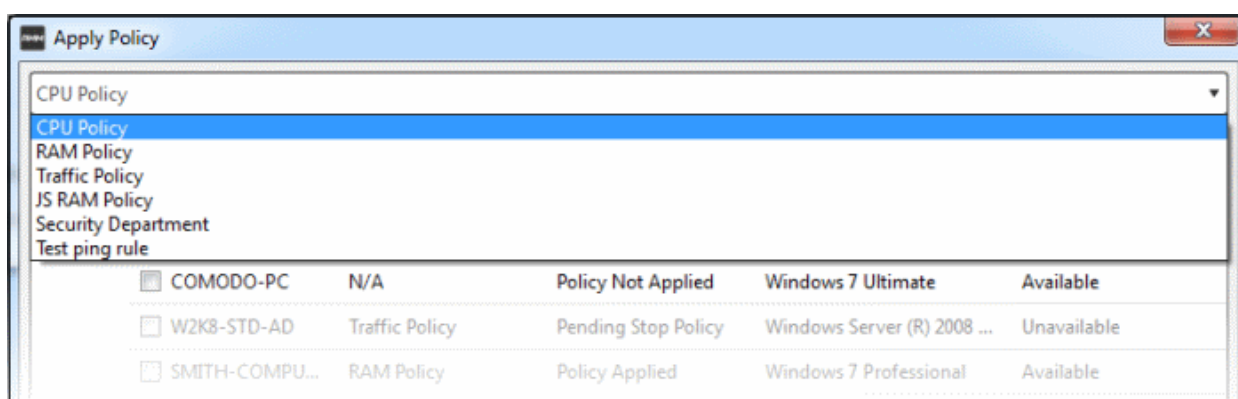 Apply Policy
CPU Policy
CPU Policy
RAM Policy
Traffic Policy
JS RAM Policy
Security Department
Test ping rule
COMODO-PC N/A Policy Not Applied Windows 7 Ultimate Available
W2K8-STD-AD Traffic Policy Pending Stop Policy Windows Server (R) 2008 ... Unavailable
SMITH-COMPU... RAM Policy Policy Applied Windows 7 Professional Available